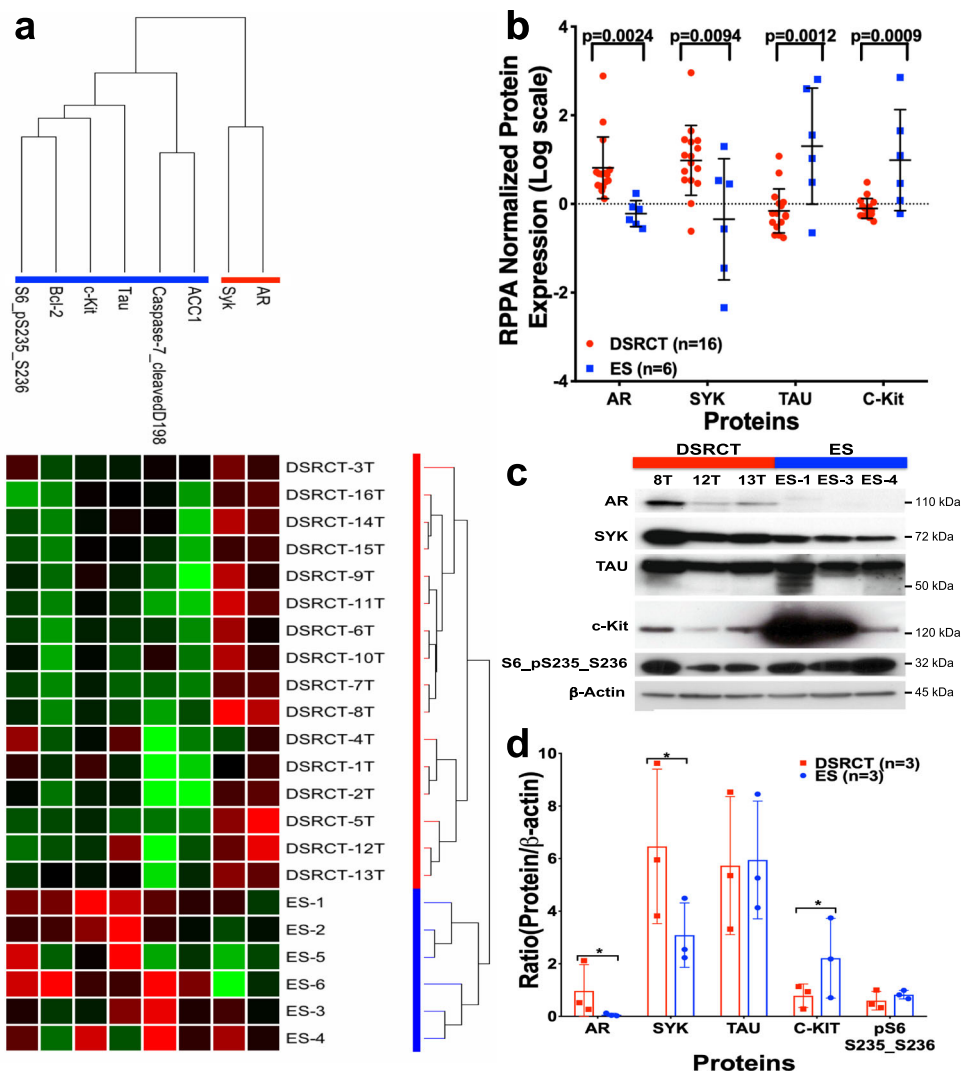 a
S6_pS235_S236
Bcl-2
c-Kit
Tau
Caspase-7_cleavedD198
ACC1
Syk
AR
DSRCT-3T
DSRCT-16T
DSRCT-14T
DSRCT-15T
DSRCT-9T
DSRCT-11T
DSRCT-6T
DSRCT-10T
DSRCT-7T
DSRCT-8T
DSRCT-4T
DSRCT-1T
DSRCT-2T
DSRCT-5T
DSRCT-12T
DSRCT-13T
ES-1
ES-2
ES-5
ES-6
ES-3
ES-4
b
RPPA Normalized Protein
Expression (Log scale)
4
2
0
-2
-4
p=0.0024 p=0.0094 p=0.0012 p=0.0009
DSRCT (n=16)
ES (n=6)
AR SYK TAU C-Kit
Proteins
c
DSRCT ES
8T 12T 13T ES-1 ES-3 ES-4
AR 110 kDa
SYK 72 kDa
TAU
50 kDa
c-Kit 120 kDa
S6_pS235_S236 32 kDa
β-Actin 45 kDa
d
Ratio(Protein/β-actin)
10
8
6
4
2
0
* * * 
DSRCT (n=3)
ES (n=3)
AR SYK TAU C-KIT pS6
S235_S236
Proteins